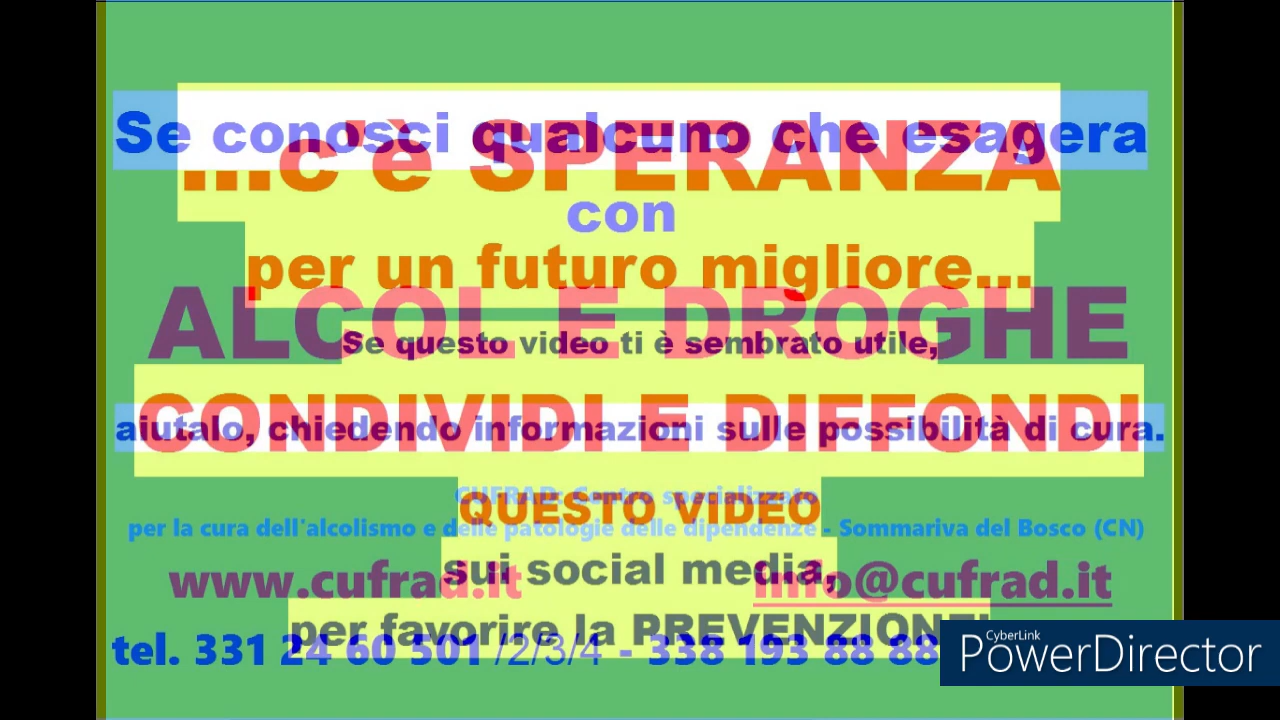 Se conosci qualcuno che esagera
...c'è SPERANZA
con
per un futuro migliore...
ALCOL E DROGHE
Se questo video ti è sembrato utile,
CONDIVIDI E DIFFONDI
aiutalo, chiedendo informazioni sulle possibilità di cura.
CUFRAD: Centro specializzato
QUESTO VIDEO
per la cura dell'alcolismo e delle patologie delle dipendenze - Sommariva del Bosco (CN)
sui social media,
www.cufrad.it info@cufrad.it
per favorire la PREVENZIONE!
tel. 331 24 60 501 /2/3/4 - 338 193 88 88
CyberLink
PowerDirector